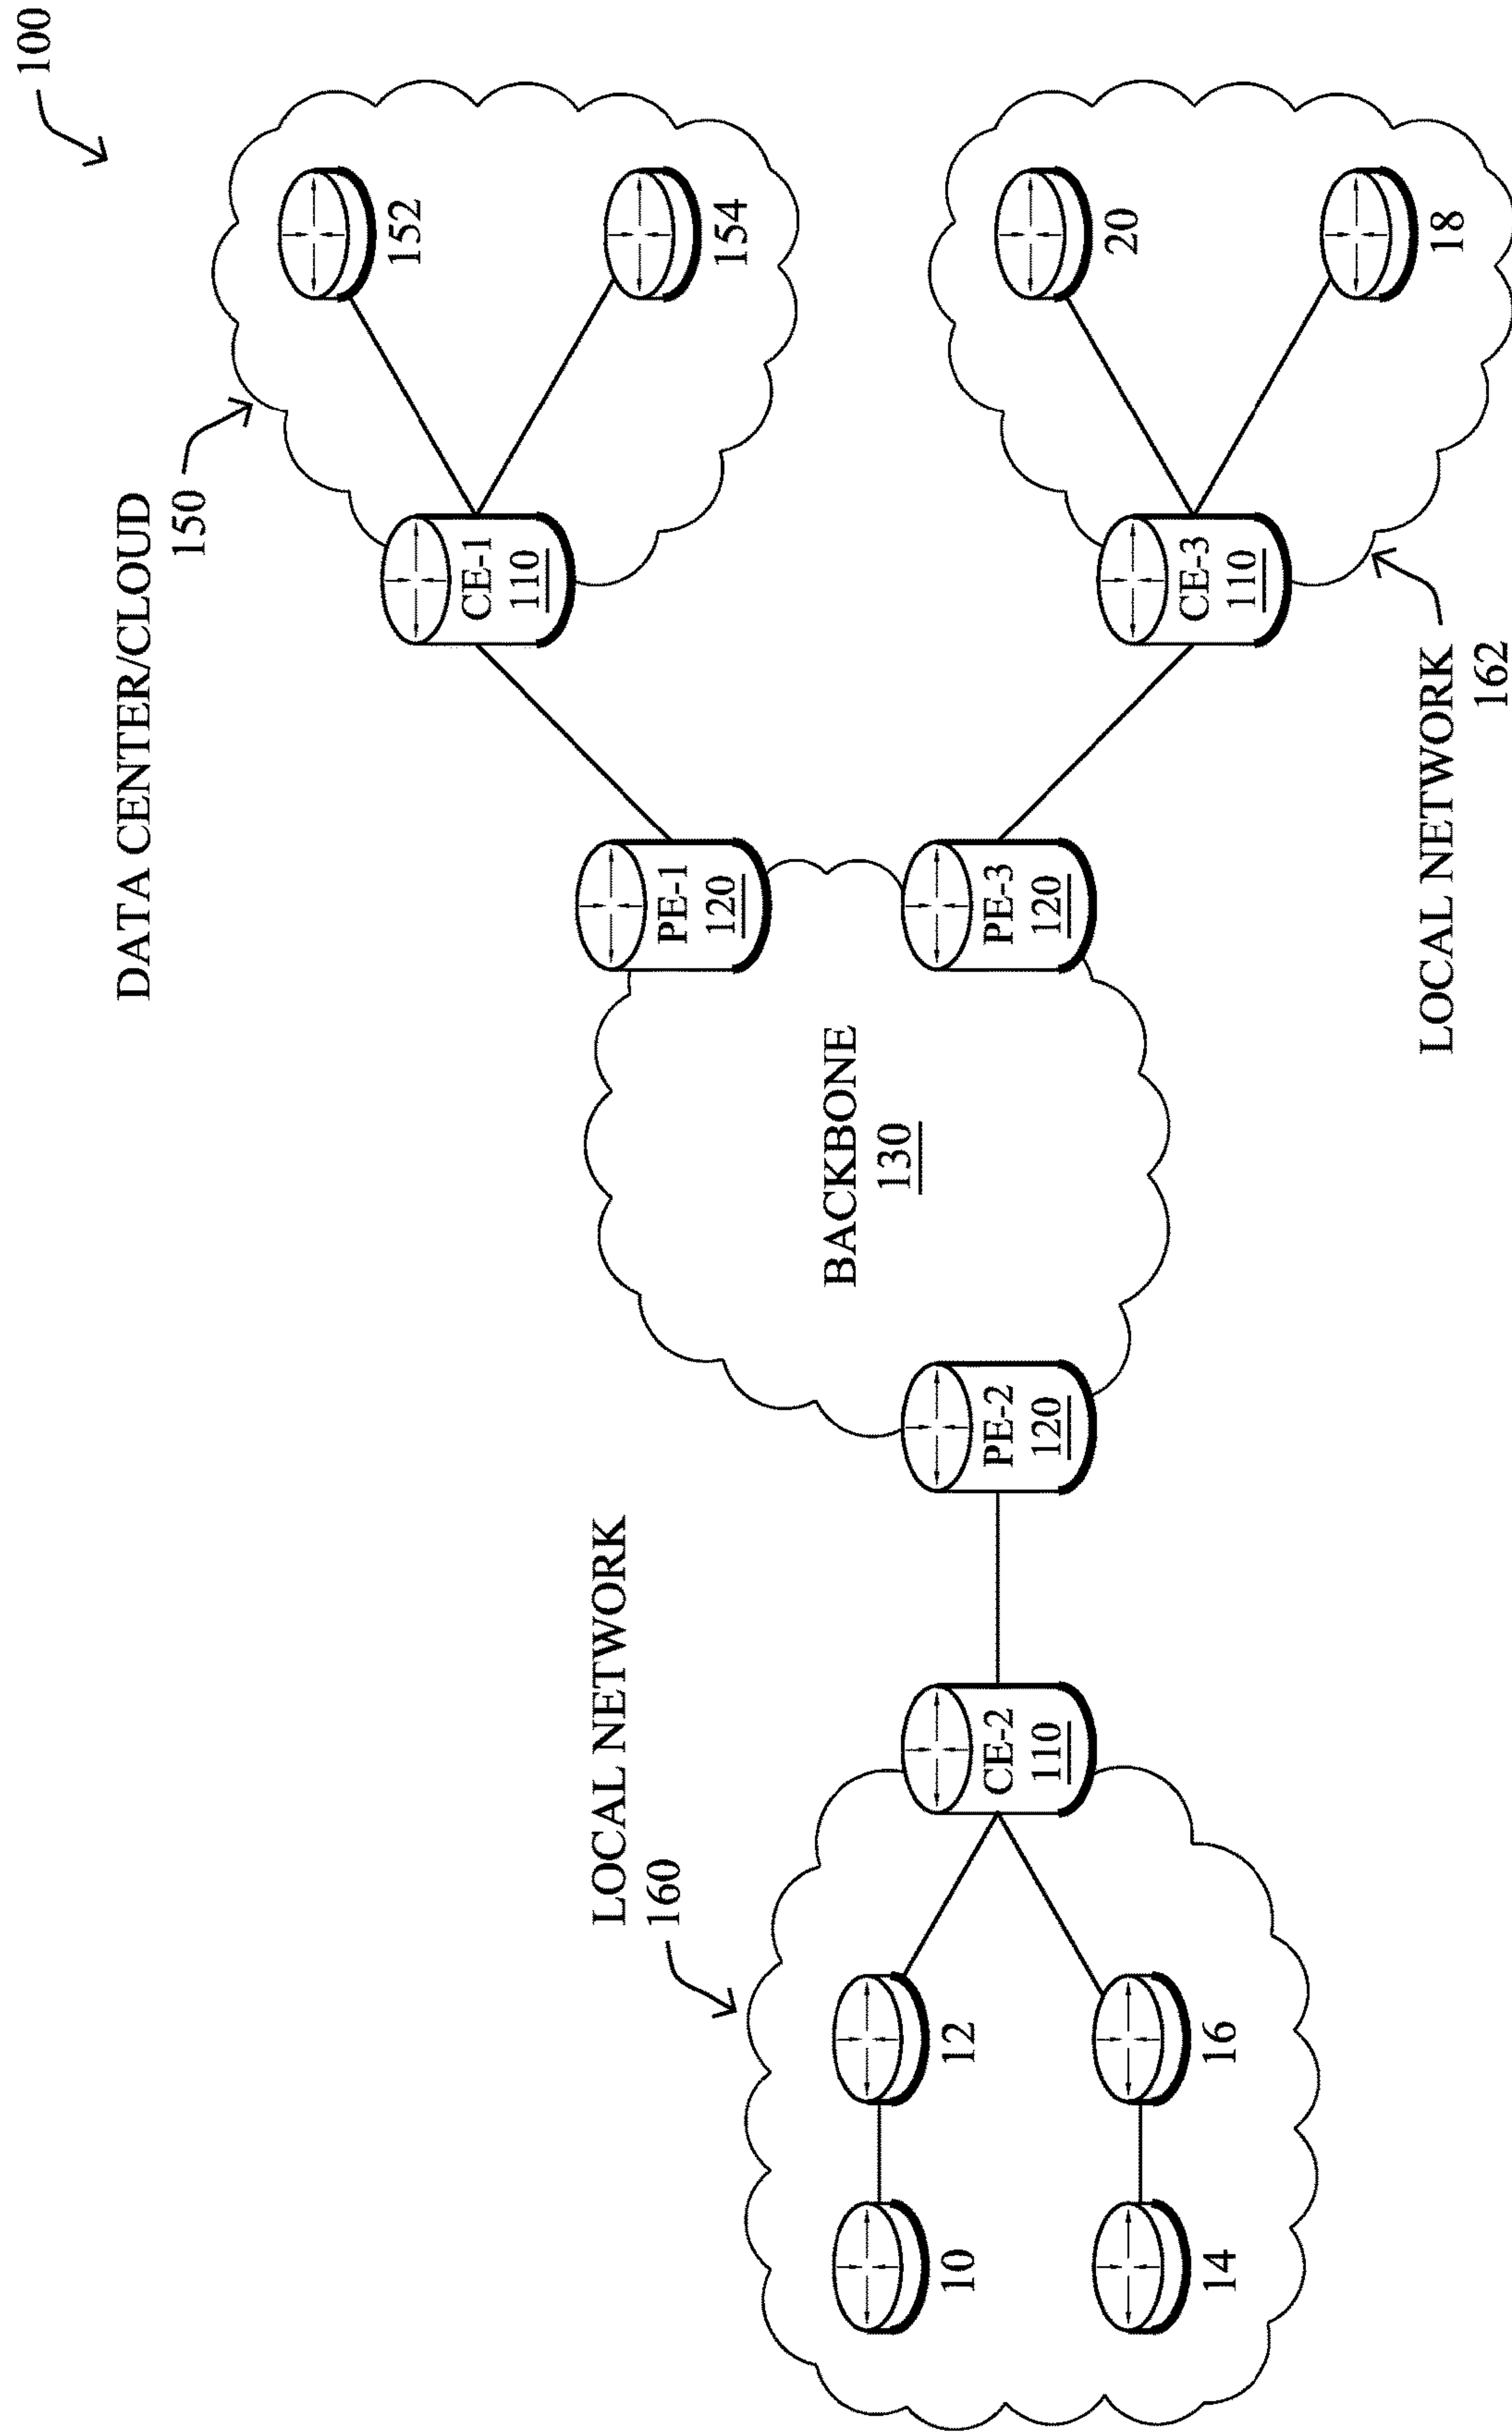 100
DATA CENTER/CLOUD
150
152
154
CE-1
110
PE-1
120
LOCAL NETWORK
160
BACKBONE
130
10
12
CE-2
110
PE-2
120
PE-3
120
CE-3
110
20
18
14
16
LOCAL NETWORK
162